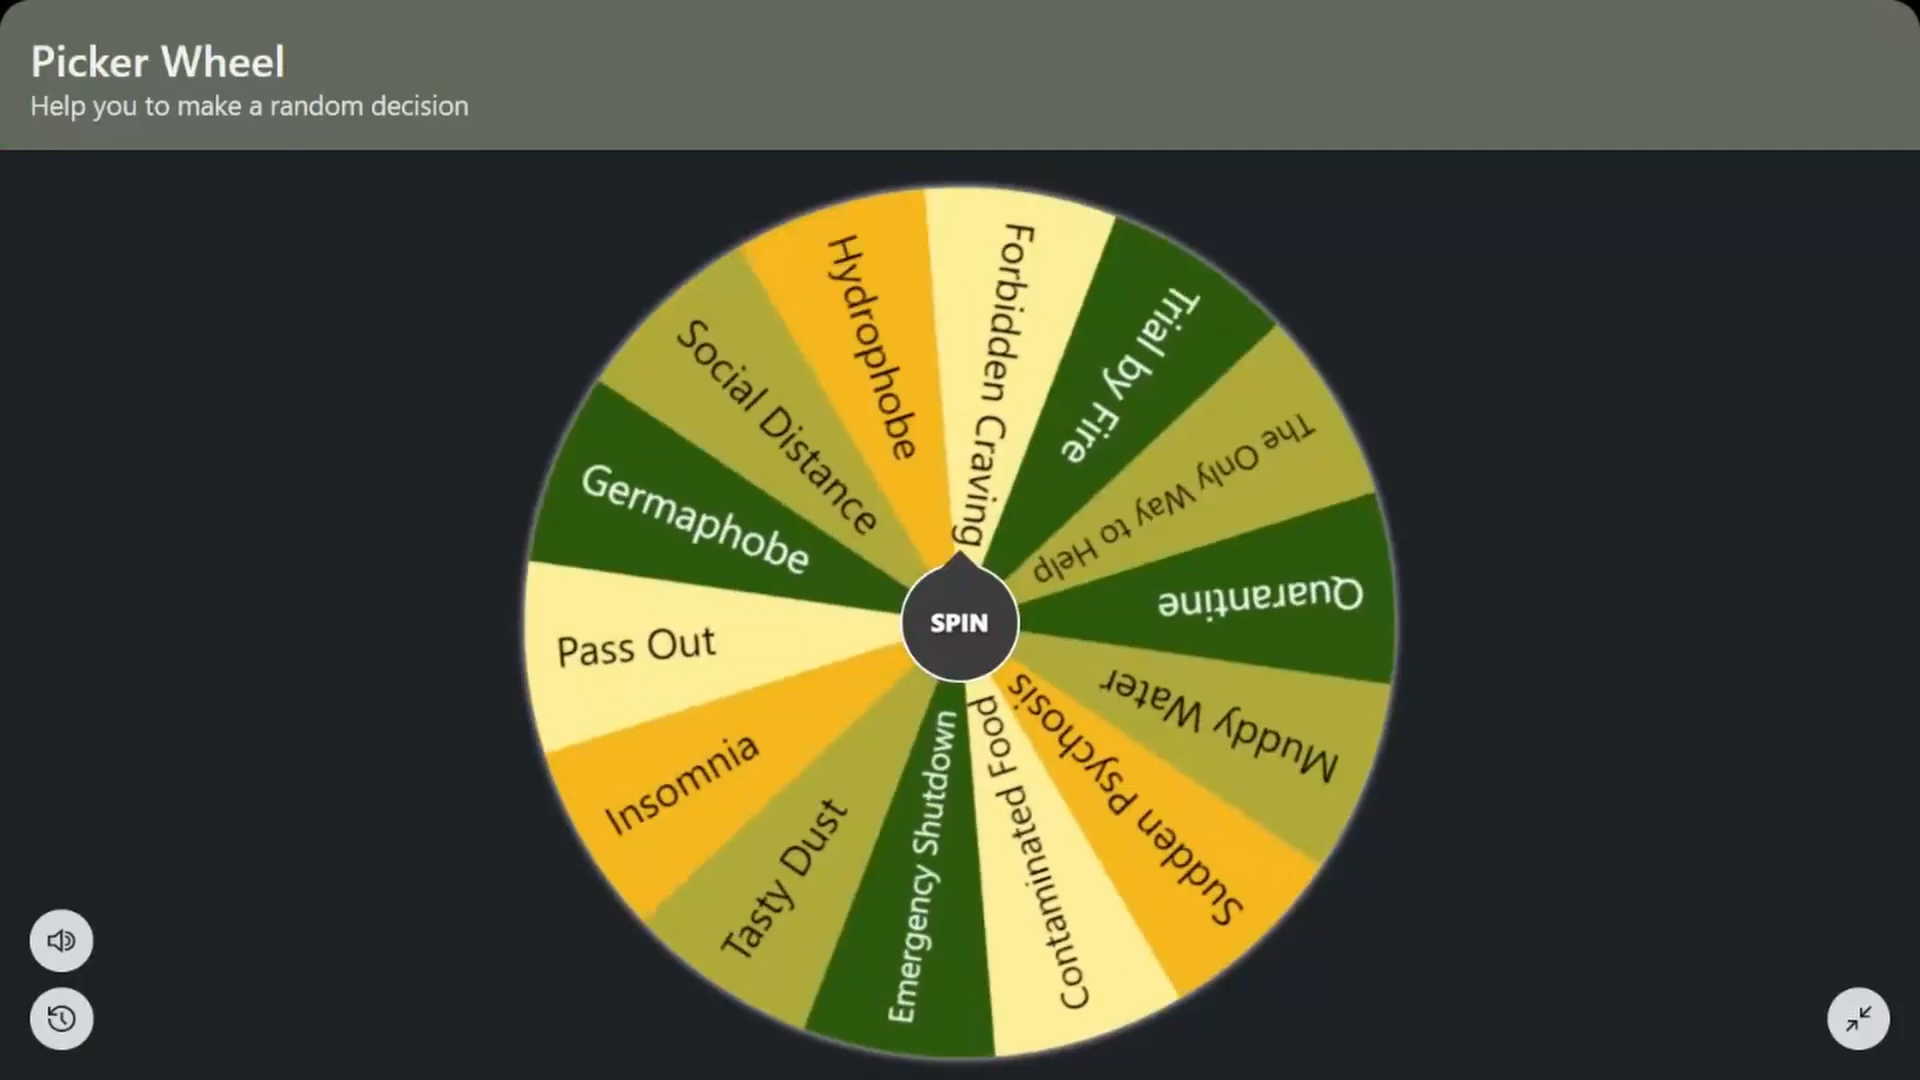 Picker Wheel
Help you to make a random decision
Forbidden Craving
Trial by Fire
The Only Way to Help
Quarantine
Muddy Water
Sudden Psychosis
Contaminated Food
Emergency Shutdown
Tasty Dust
Insomnia
Pass Out
Germaphobe
Social Distance
Hydrophobe
SPIN